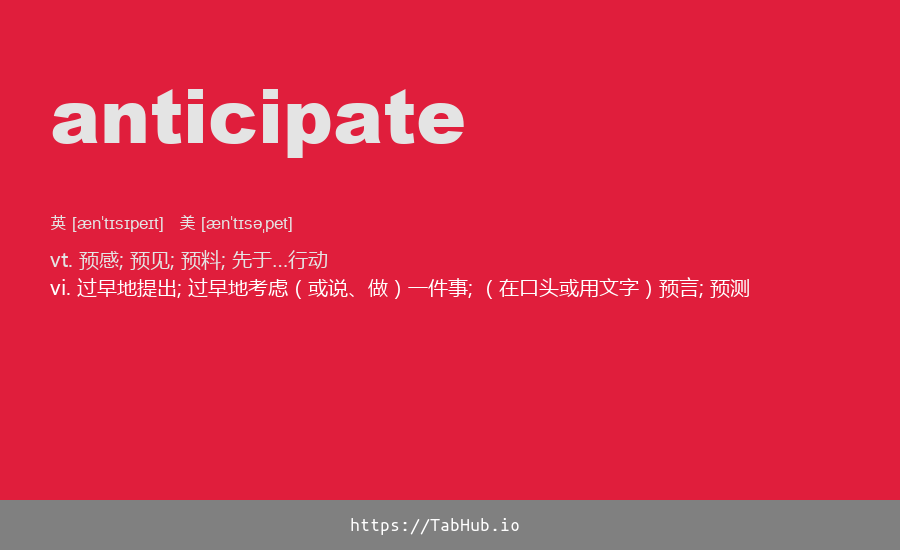 anticipate
英 [æn'tɪsɪpeɪt] 美 [æn'tɪsəˌpet]
vt. 预感; 预见; 预料; 先于...行动
vi. 过早地提出; 过早地考虑 ( 或说、做 ) 一件事; ( 在口头或用文字 ) 预言; 预测
https://TabHub.io